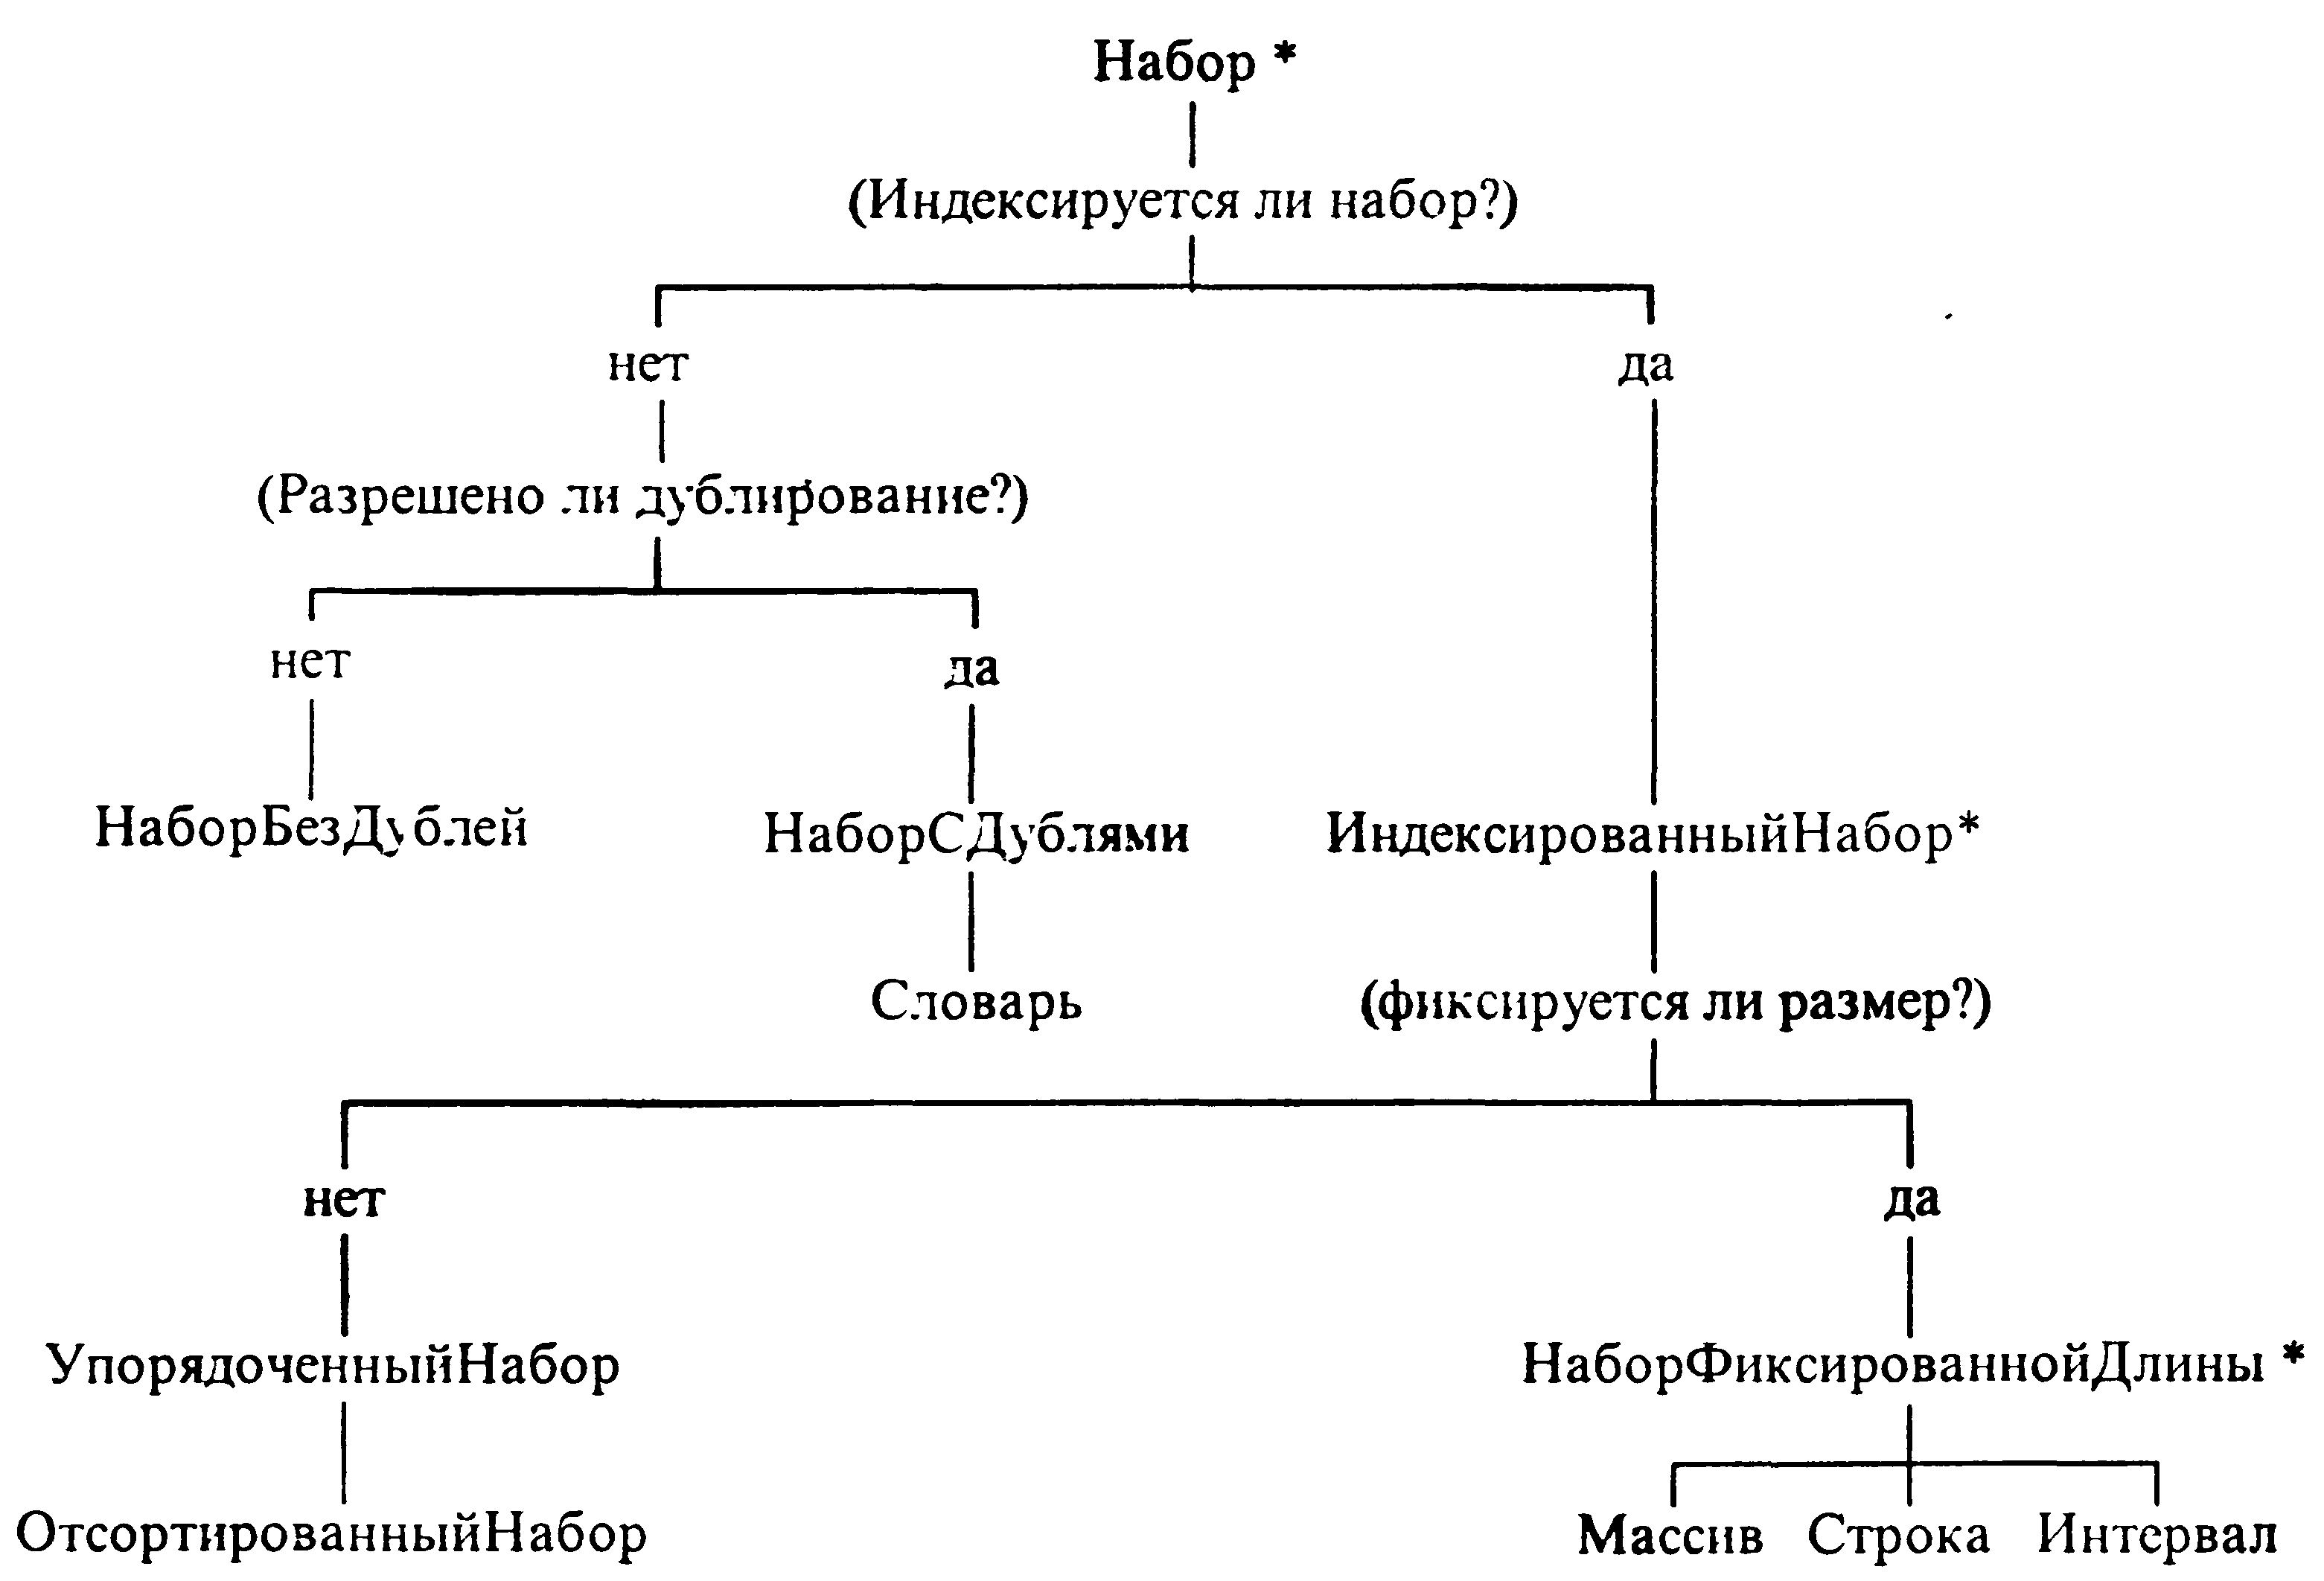 Набор *
(Индексируется ли набор?)
нет да
(Разрешено ли дублирование?)
нет да
НаборБезДублей НаборСДублями ИндексированныйНабор*
Словарь (фиксируется ли размер?)
нет да
УпорядоченныйНабор НаборФиксированнойДлины *
ОтсортированныйНабор Массив Строка Интервал